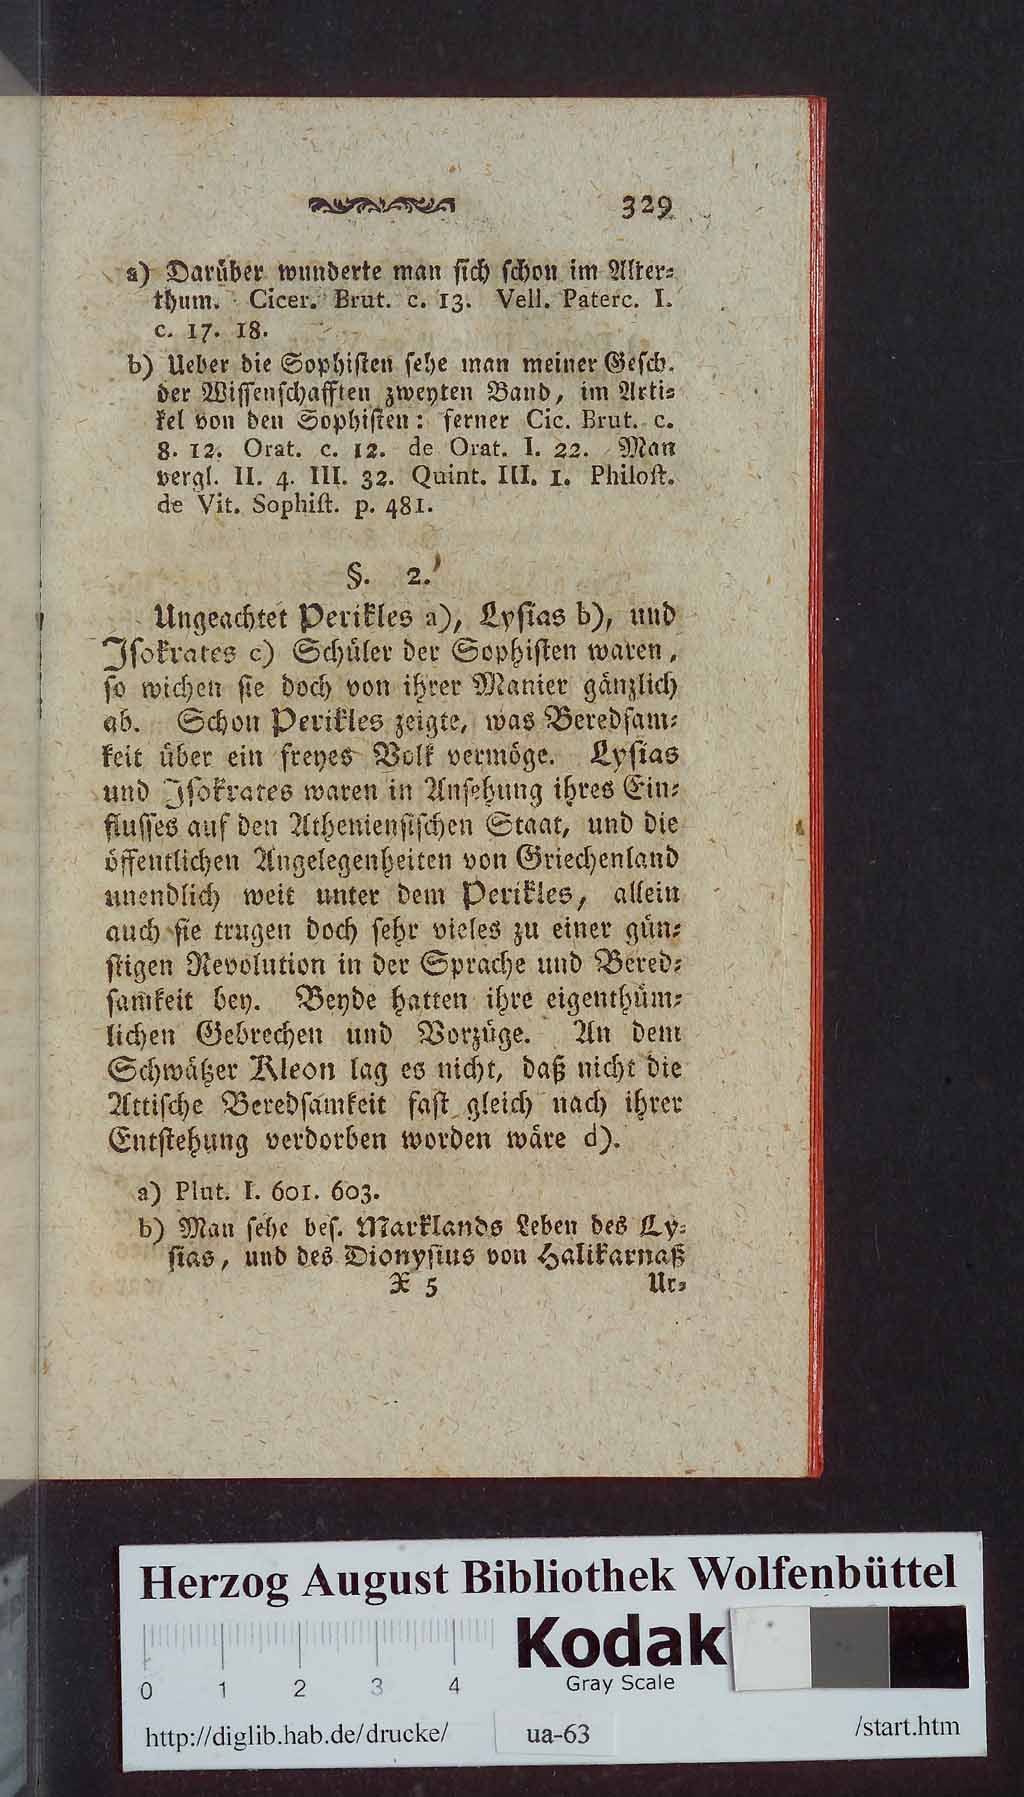 329
a) Darüber wunderte man sich schon im Alter-
thum. Cicer. Brut. c. 13. Vell. Paterc. I.
c. 17. 18.
b) Ueber die Sophisten sehe man meiner Gesch.
der Wissenschafften zweyten Band, im Arti-
kel von den Sophisten: ferner Cic. Brut. c.
8. 12. Orat. c. 12. de Orat. I. 22. Man
vergl. II. 4. III. 32. Quint. III. 1. Philost.
de Vit. Sophist. p. 481.
§. 2.
Ungeachtet Perikles a), Lysias b), und
Isokrates c) Schüler der Sophisten waren,
so wichen sie doch von ihrer Manier gänzlich
ab. Schon Perikles zeigte, was Beredsam-
keit über ein freyes Volk vermöge. Lysias
und Isokrates waren in Ansehung ihres Ein-
flusses auf den Atheniensischen Staat, und die
öffentlichen Angelegenheiten von Griechenland
unendlich weit unter dem Perikles, allein
auch sie trugen doch sehr vieles zu einer gün-
stigen Revolution in der Sprache und Bered-
samkeit bey. Beyde hatten ihre eigenthüm-
lichen Gebrechen und Vorzüge. An dem
Schwätzer Kleon lag es nicht, daß nicht die
Attische Beredsamkeit fast gleich nach ihrer
Entstehung verdorben worden wäre d).
a) Plut. I. 601. 603.
b) Man sehe bes. Marklands Leben des Ly-
sias, und des Dionysius von Halikarnaß
X 5 Ur-
Herzog August Bibliothek Wolfenbüttel
Kodak
Gray Scale
0 1 2 3 4
http://diglib.hab.de/drucke/ ua-63 /start.htm